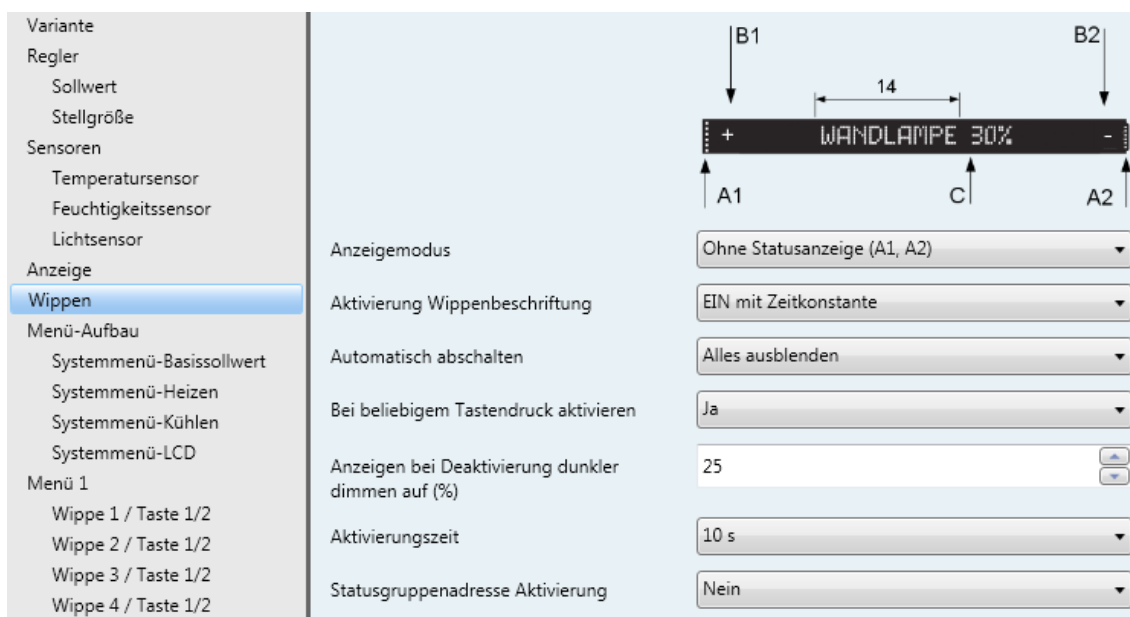 Variante
Regler
Sollwert
Stellgröße
Sensoren
Temperatursensor
Feuchtigkeitssensor
Lichtsensor
Anzeige
Wippen
Menü-Aufbau
Systemmenü-Basissollwert
Systemmenü-Heizen
Systemmenü-Kühlen
Systemmenü-LCD
Menü 1
Wippe 1 / Taste 1/2
Wippe 2 / Taste 1/2
Wippe 3 / Taste 1/2
Wippe 4 / Taste 1/2
B1 B2
14
+ WANDLAMPE 30% -
A1 C A2
Anzeigemodus Ohne Statusanzeige (A1, A2)
Aktivierung Wippenbeschriftung EIN mit Zeitkonstante
Automatisch abschalten Alles ausblenden
Bei beliebigem Tastendruck aktivieren Ja
Anzeigen bei Deaktivierung dunkler 25
dimmen auf (%)
Aktivierungszeit 10 s
Statusgruppenadresse Aktivierung Nein